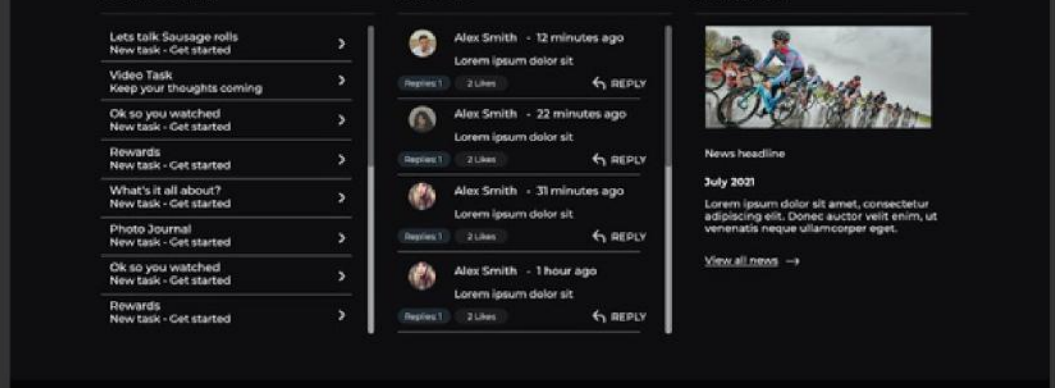 Lets talk Sausage rolls
New task - Get started
Video Task
Keep your thoughts coming
Ok so you watched
New task - Get started
Rewards
New task - Get started
What's it all about?
New task - Get started
Photo Journal
New task - Get started
Ok so you watched
New task - Get started
Rewards
New task - Get started
Alex Smith - 12 minutes ago
Lorem ipsum dolor sit
Replies 1 2 Likes REPLY
Alex Smith - 22 minutes ago
Lorem ipsum dolor sit
Replies 1 2 Likes REPLY
Alex Smith - 31 minutes ago
Lorem ipsum dolor sit
Replies 1 2 Likes REPLY
Alex Smith - 1 hour ago
Lorem ipsum dolor sit
Replies 1 2 Likes REPLY
News headline
July 2021
Lorem ipsum dolor sit amet, consectetur
adipiscing elit. Donec auctor velit enim, ut
venenatis neque ullamcorper eget.
View all news →